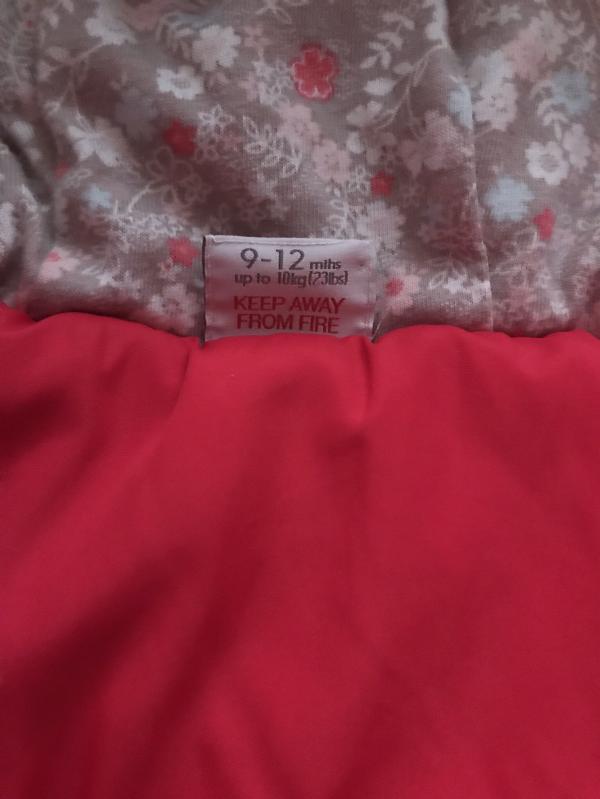 9-12 mths
up to 10kg(23lbs)
KEEP AWAY
FROM FIRE